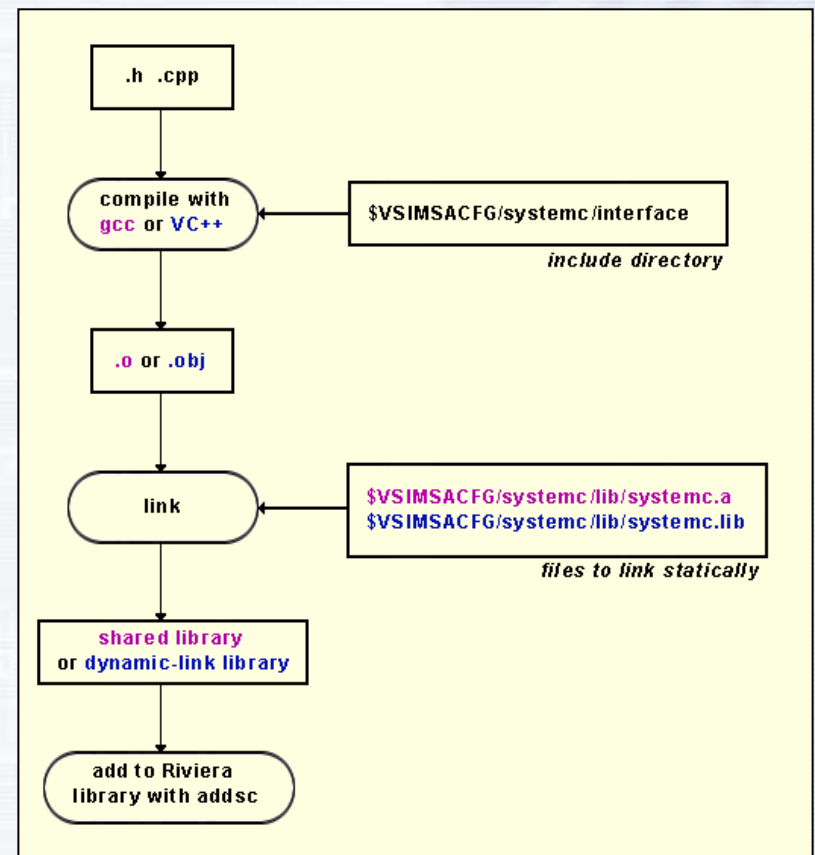 .h .cpp
compile with
gcc or VC++
$VSIMSACFG/systemc/interface
include directory
.o or .obj
link
$VSIMSACFG/systemc/lib/systemc.a
$VSIMSACFG/systemc/lib/systemc.lib
files to link statically
shared library
or dynamic-link library
add to Riviera
library with addsc